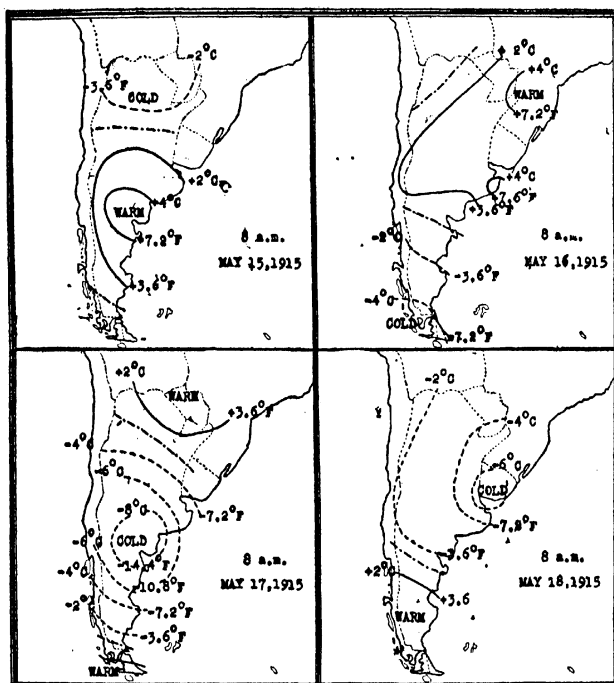 -2°C
-3.6°F
COLD
+2°C
+4°C
WARM
+7.2°F
8 a.m.
MAY 15,1915
+3.6°F
+2°C
+4°C
WARM
+7.2°F
+4°C
+7.6°F
+3.6°F
-2°C
8 a.m.
MAY 16,1915
-3.6°F
-4°C
COLD
-7.2°F
+2°C
WARM
+3.6°F
-4°C
-6°C
-8°C
-7.2°F
COLD
-6°C
8 a.m.
-14.4°F
-4°C
-10.8°F
MAY 17,1915
-2°
-7.2°F
-3.6°F
WARM
-2°C
-4°C
-6°C
COLD
-7.2°F
-3.6°F
8 a.m.
+2°C
MAY 18,1915
+3.6
WARM